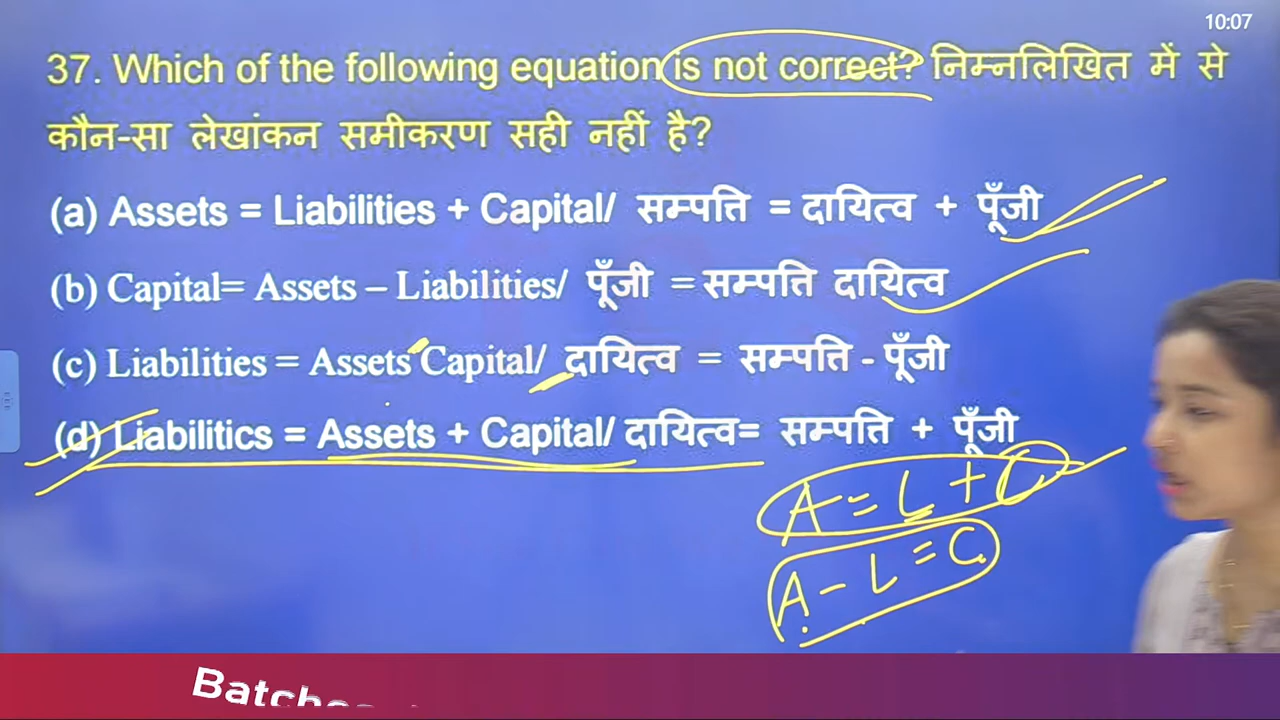 10:07
37. Which of the following equation is not correct? निम्नलिखित में से
कौन-सा लेखांकन समीकरण सही नहीं है?
(a) Assets = Liabilities + Capital/ सम्पति = दायित्व + पूँजी
(b) Capital= Assets – Liabilities/ पूँजी = सम्पत्ति दायित्व
(c) Liabilities = Assets Capital/ दायित्व = सम्पत्ति - पूँजी
(d) Liabilitics = Assets + Capital/ दायित्व= सम्पत्ति + पूँजी
A = L + C
A - L = C